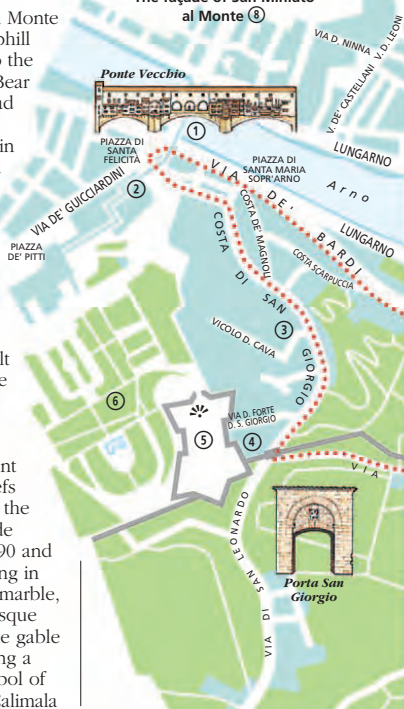 The façade of San Miniato
al Monte ⑧
Monte
phill
the
Bear
in
lt
e
nt
efs
the
de
90 and
ng in
marble,
sque
e gable
ng a
bol of
Calimala
VIA D. NINNA
V. DE' CASTELLANI
V. D. LEONI
Ponte Vecchio
①
LUNGARNO
Arno
LUNGARNO
PIAZZA DI
SANTA
FELICITÀ
PIAZZA DI
SANTA MARIA
SOPR'ARNO
VIA DE' GUICCIARDINI
②
VIA DE' BARDI
COSTA DE' MAGNOLI
COSTA SCARPUCCIA
PIAZZA
DE' PITTI
COSTA DI SAN GIORGIO
③
VICOLO D. CAVA
⑥
VIA D. FORTE
D. S. GIORGIO
⑤
④
VIA
VIA DI SAN LEONARDO
Porta San
Giorgio